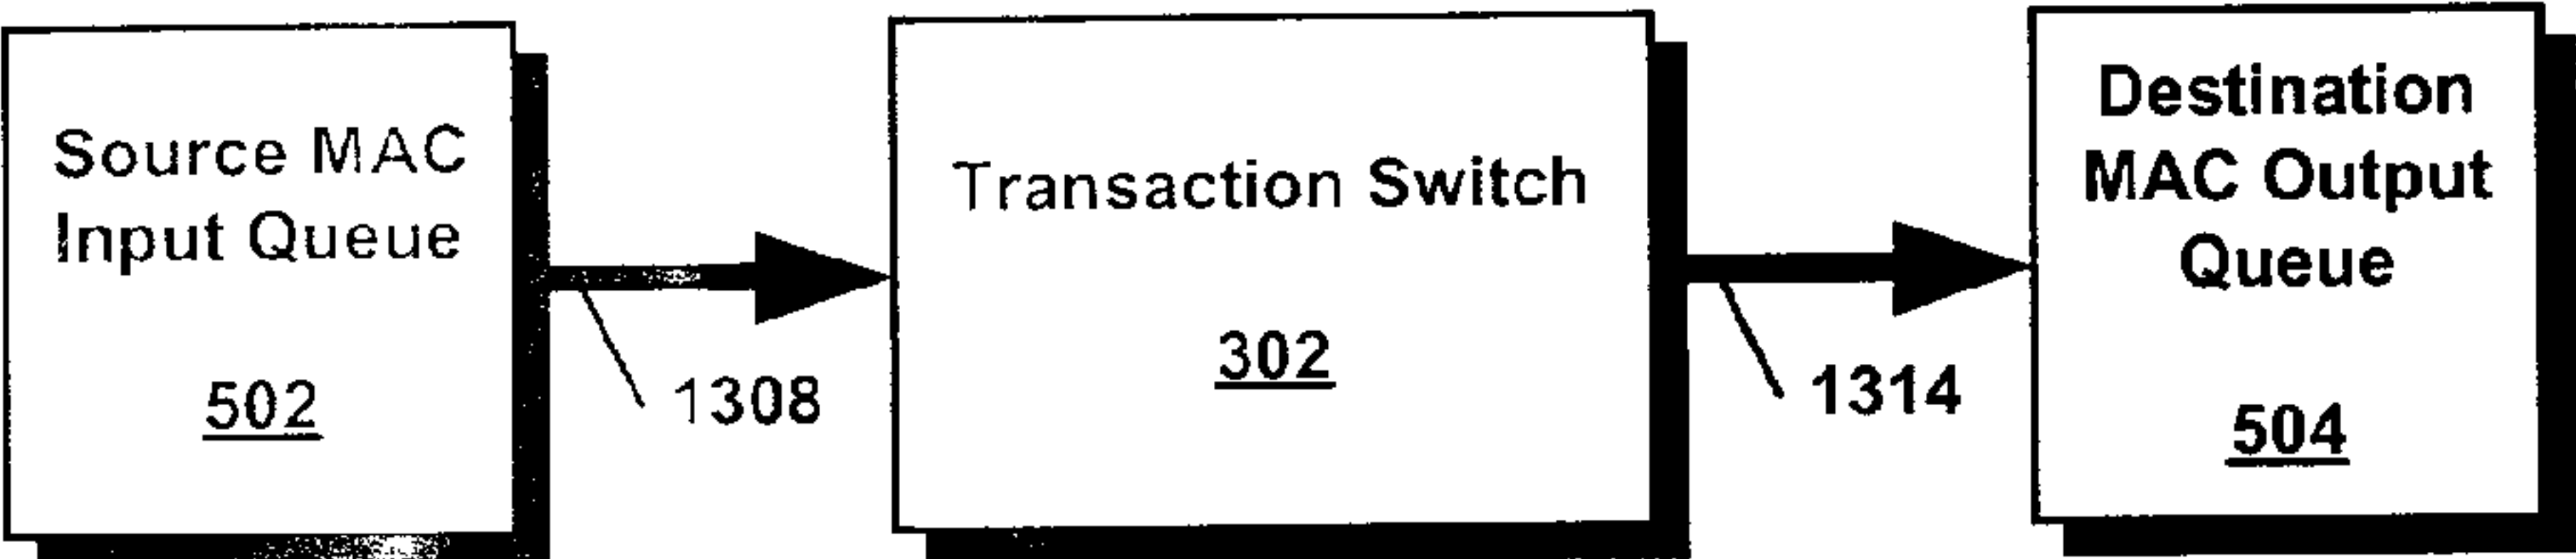 Source MAC
Input Queue
502
1308
Transaction Switch
302
1314
Destination
MAC Output
Queue
504